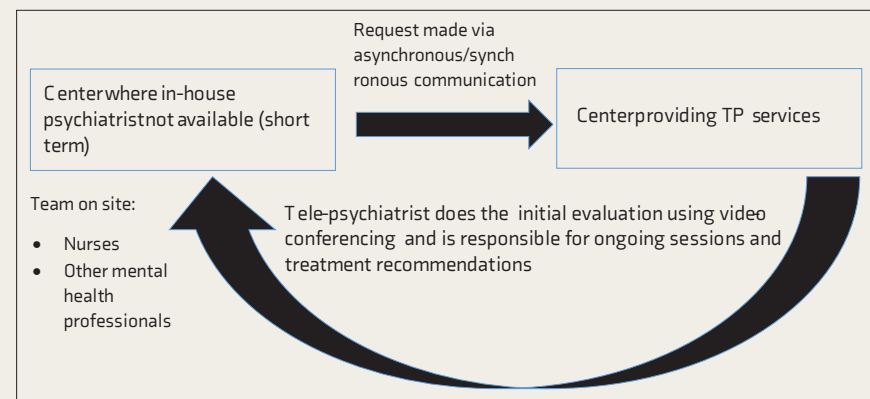 Request made via
asynchronous/synch
ronous communication
Centerwhere in-house
psychiatristnot available (short
term)
Centerproviding TP services
Team on site:
• Nurses
• Other mental
health
professionals
Tele-psychiatrist does the initial evaluation using video
conferencing and is responsible for ongoing sessions and
treatment recommendations